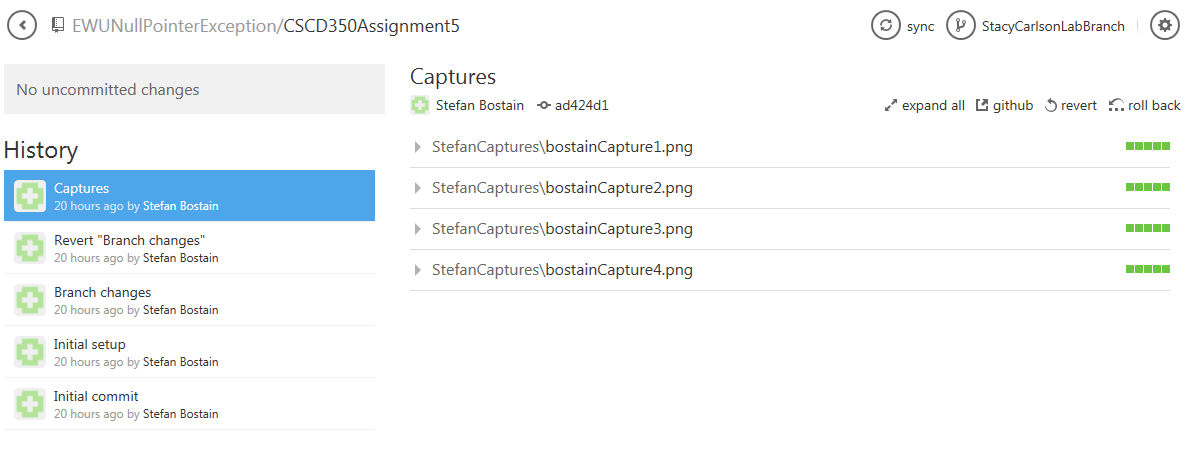 EWUNullPointerException/CSCD350Assignment5
sync
StacyCarlsonLabBranch
No uncommitted changes
History
Captures
20 hours ago by Stefan Bostain
Revert "Branch changes"
20 hours ago by Stefan Bostain
Branch changes
20 hours ago by Stefan Bostain
Initial setup
20 hours ago by Stefan Bostain
Initial commit
20 hours ago by Stefan Bostain
Captures
Stefan Bostain ad424d1
expand all github revert roll back
StefanCaptures\bostainCapture1.png
StefanCaptures\bostainCapture2.png
StefanCaptures\bostainCapture3.png
StefanCaptures\bostainCapture4.png